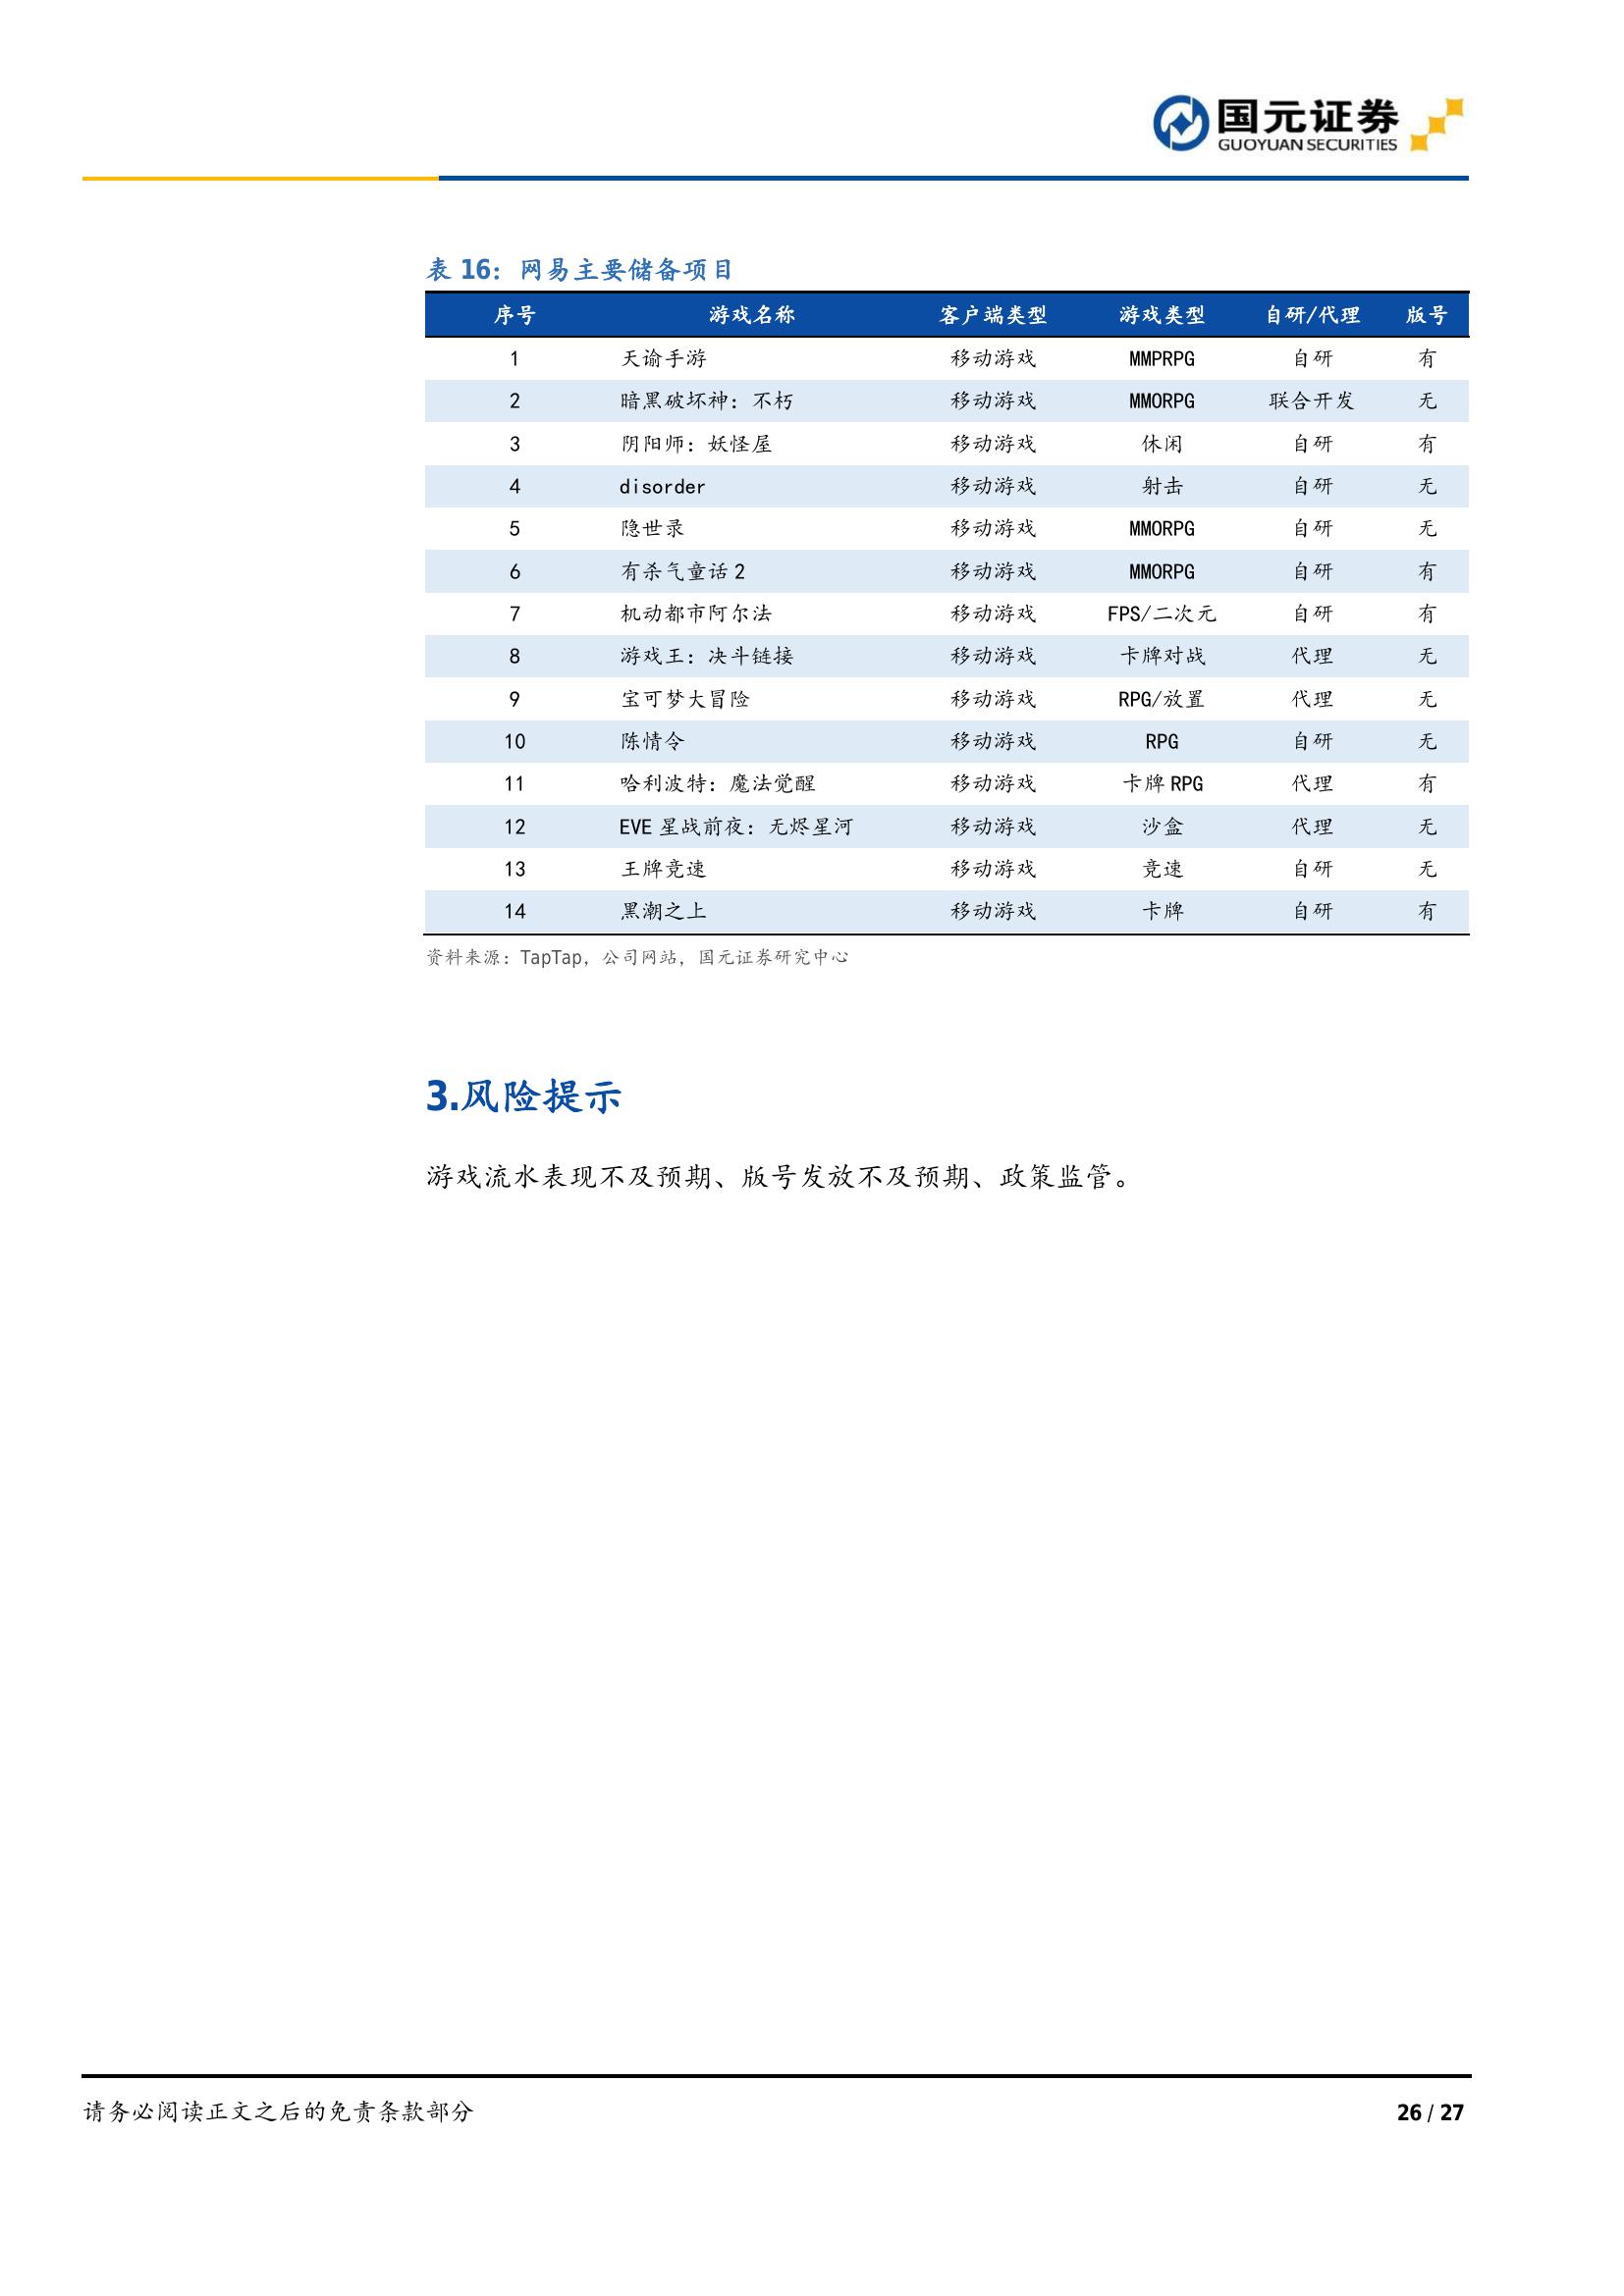 国元证券
GUOYUAN SECURITIES
表 16：网易主要储备项目
序号 游戏名称 客户端类型 游戏类型 自研/代理 版号
1 天谕手游 移动游戏 MMPRPG 自研 有
2 暗黑破坏神：不朽 移动游戏 MMORPG 联合开发 无
3 阴阳师：妖怪屋 移动游戏 休闲 自研 有
4 disorder 移动游戏 射击 自研 无
5 隐世录 移动游戏 MMORPG 自研 无
6 有杀气童话 2 移动游戏 MMORPG 自研 有
7 机动都市阿尔法 移动游戏 FPS/二次元 自研 有
8 游戏王：决斗链接 移动游戏 卡牌对战 代理 无
9 宝可梦大冒险 移动游戏 RPG/放置 代理 无
10 陈情令 移动游戏 RPG 自研 无
11 哈利波特：魔法觉醒 移动游戏 卡牌 RPG 代理 有
12 EVE 星战前夜：无烬星河 移动游戏 沙盒 代理 无
13 王牌竞速 移动游戏 竞速 自研 无
14 黑潮之上 移动游戏 卡牌 自研 有
资料来源：TapTap，公司网站，国元证券研究中心
3.风险提示
游戏流水表现不及预期、版号发放不及预期、政策监管。
请务必阅读正文之后的免责条款部分 26 / 27